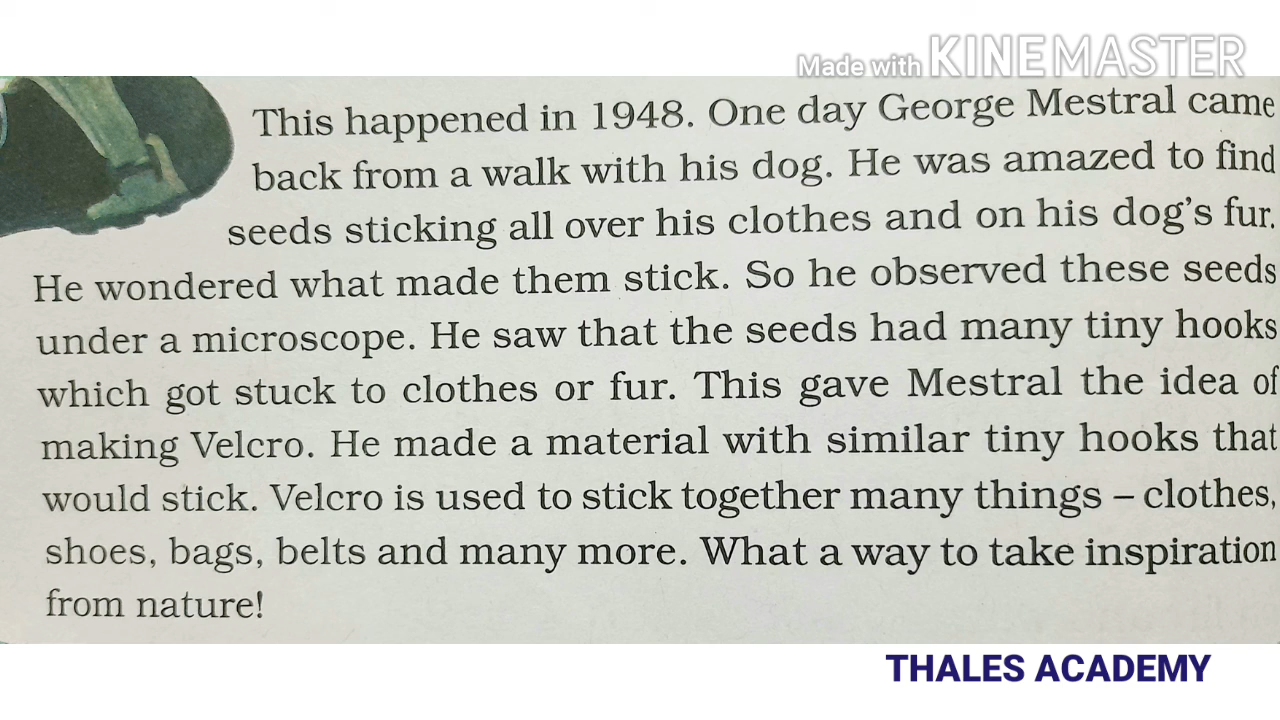 Made with KINEMASTER
This happened in 1948. One day George Mestral came
back from a walk with his dog. He was amazed to find
seeds sticking all over his clothes and on his dog's fur.
He wondered what made them stick. So he observed these seeds
under a microscope. He saw that the seeds had many tiny hooks
which got stuck to clothes or fur. This gave Mestral the idea of
making Velcro. He made a material with similar tiny hooks that
would stick. Velcro is used to stick together many things – clothes,
shoes, bags, belts and many more. What a way to take inspiration
from nature!
THALES ACADEMY